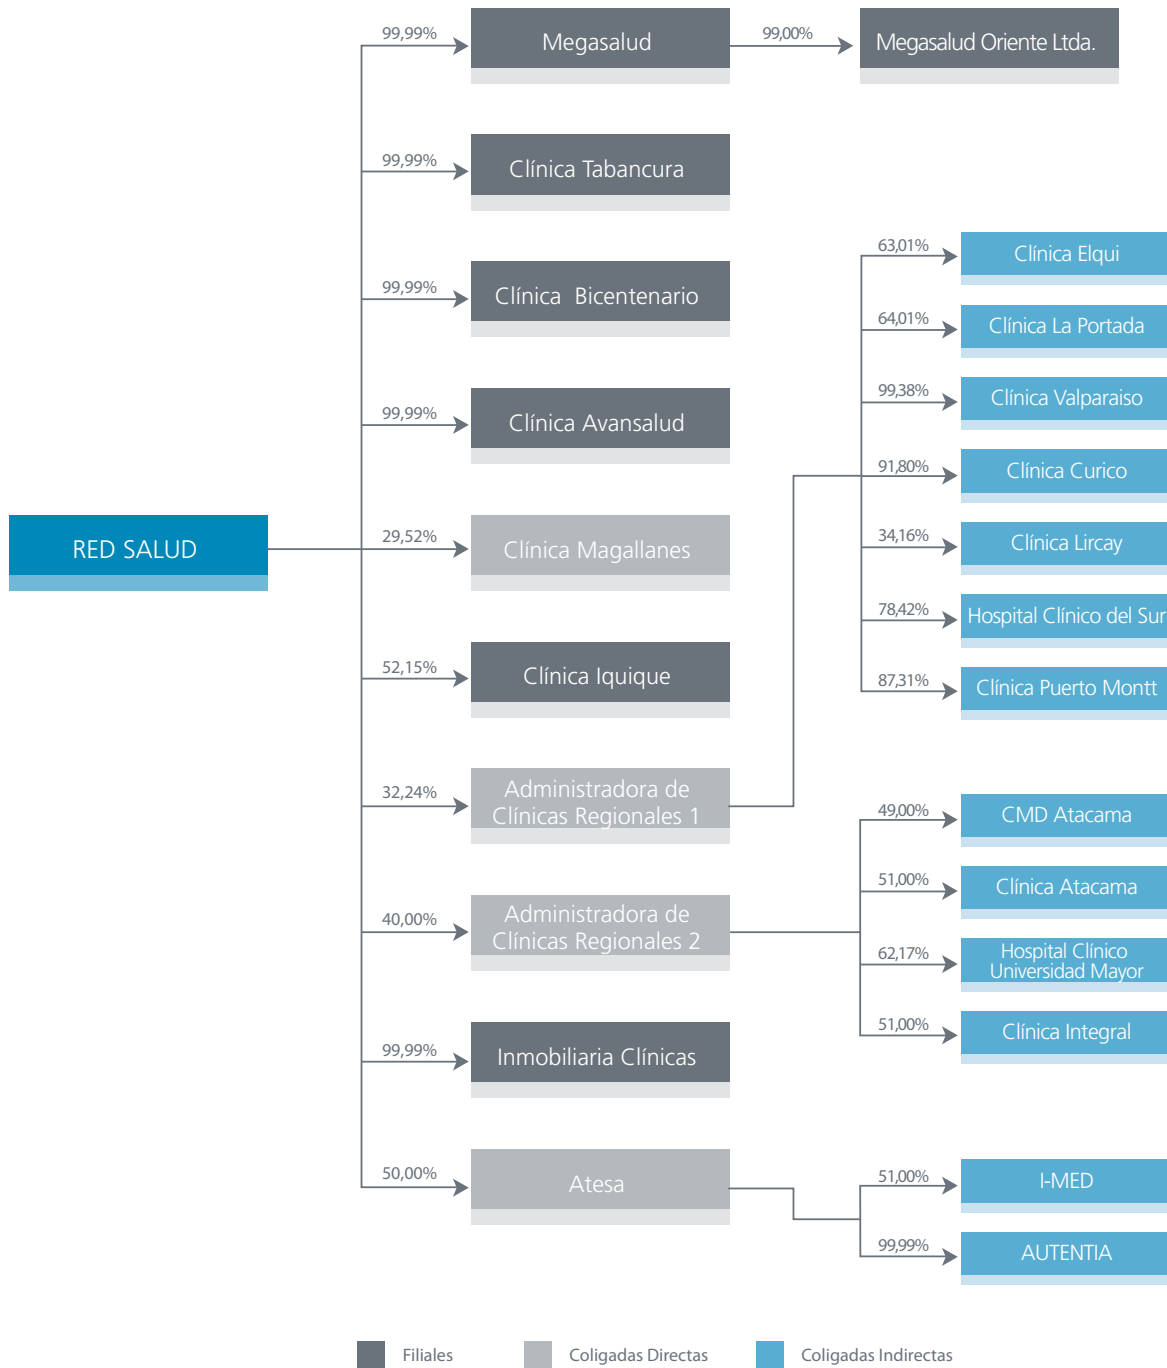 RED SALUD
99,99%
Megasalud
99,00%
Megasalud Oriente Ltda.
99,99%
Clínica Tabancura
99,99%
Clínica Bicentenario
99,99%
Clínica Avansalud
29,52%
Clínica Magallanes
52,15%
Clínica Iquique
32,24%
Administradora de
Clínicas Regionales 1
63,01%
Clínica Elqui
64,01%
Clínica La Portada
99,38%
Clínica Valparaiso
91,80%
Clínica Curico
34,16%
Clínica Lircay
78,42%
Hospital Clínico del Sur
87,31%
Clínica Puerto Montt
40,00%
Administradora de
Clínicas Regionales 2
49,00%
CMD Atacama
51,00%
Clínica Atacama
62,17%
Hospital Clínico
Universidad Mayor
51,00%
Clínica Integral
99,99%
Inmobiliaria Clínicas
50,00%
Atesa
51,00%
I-MED
99,99%
AUTENTIA
Filiales
Coligadas Directas
Coligadas Indirectas